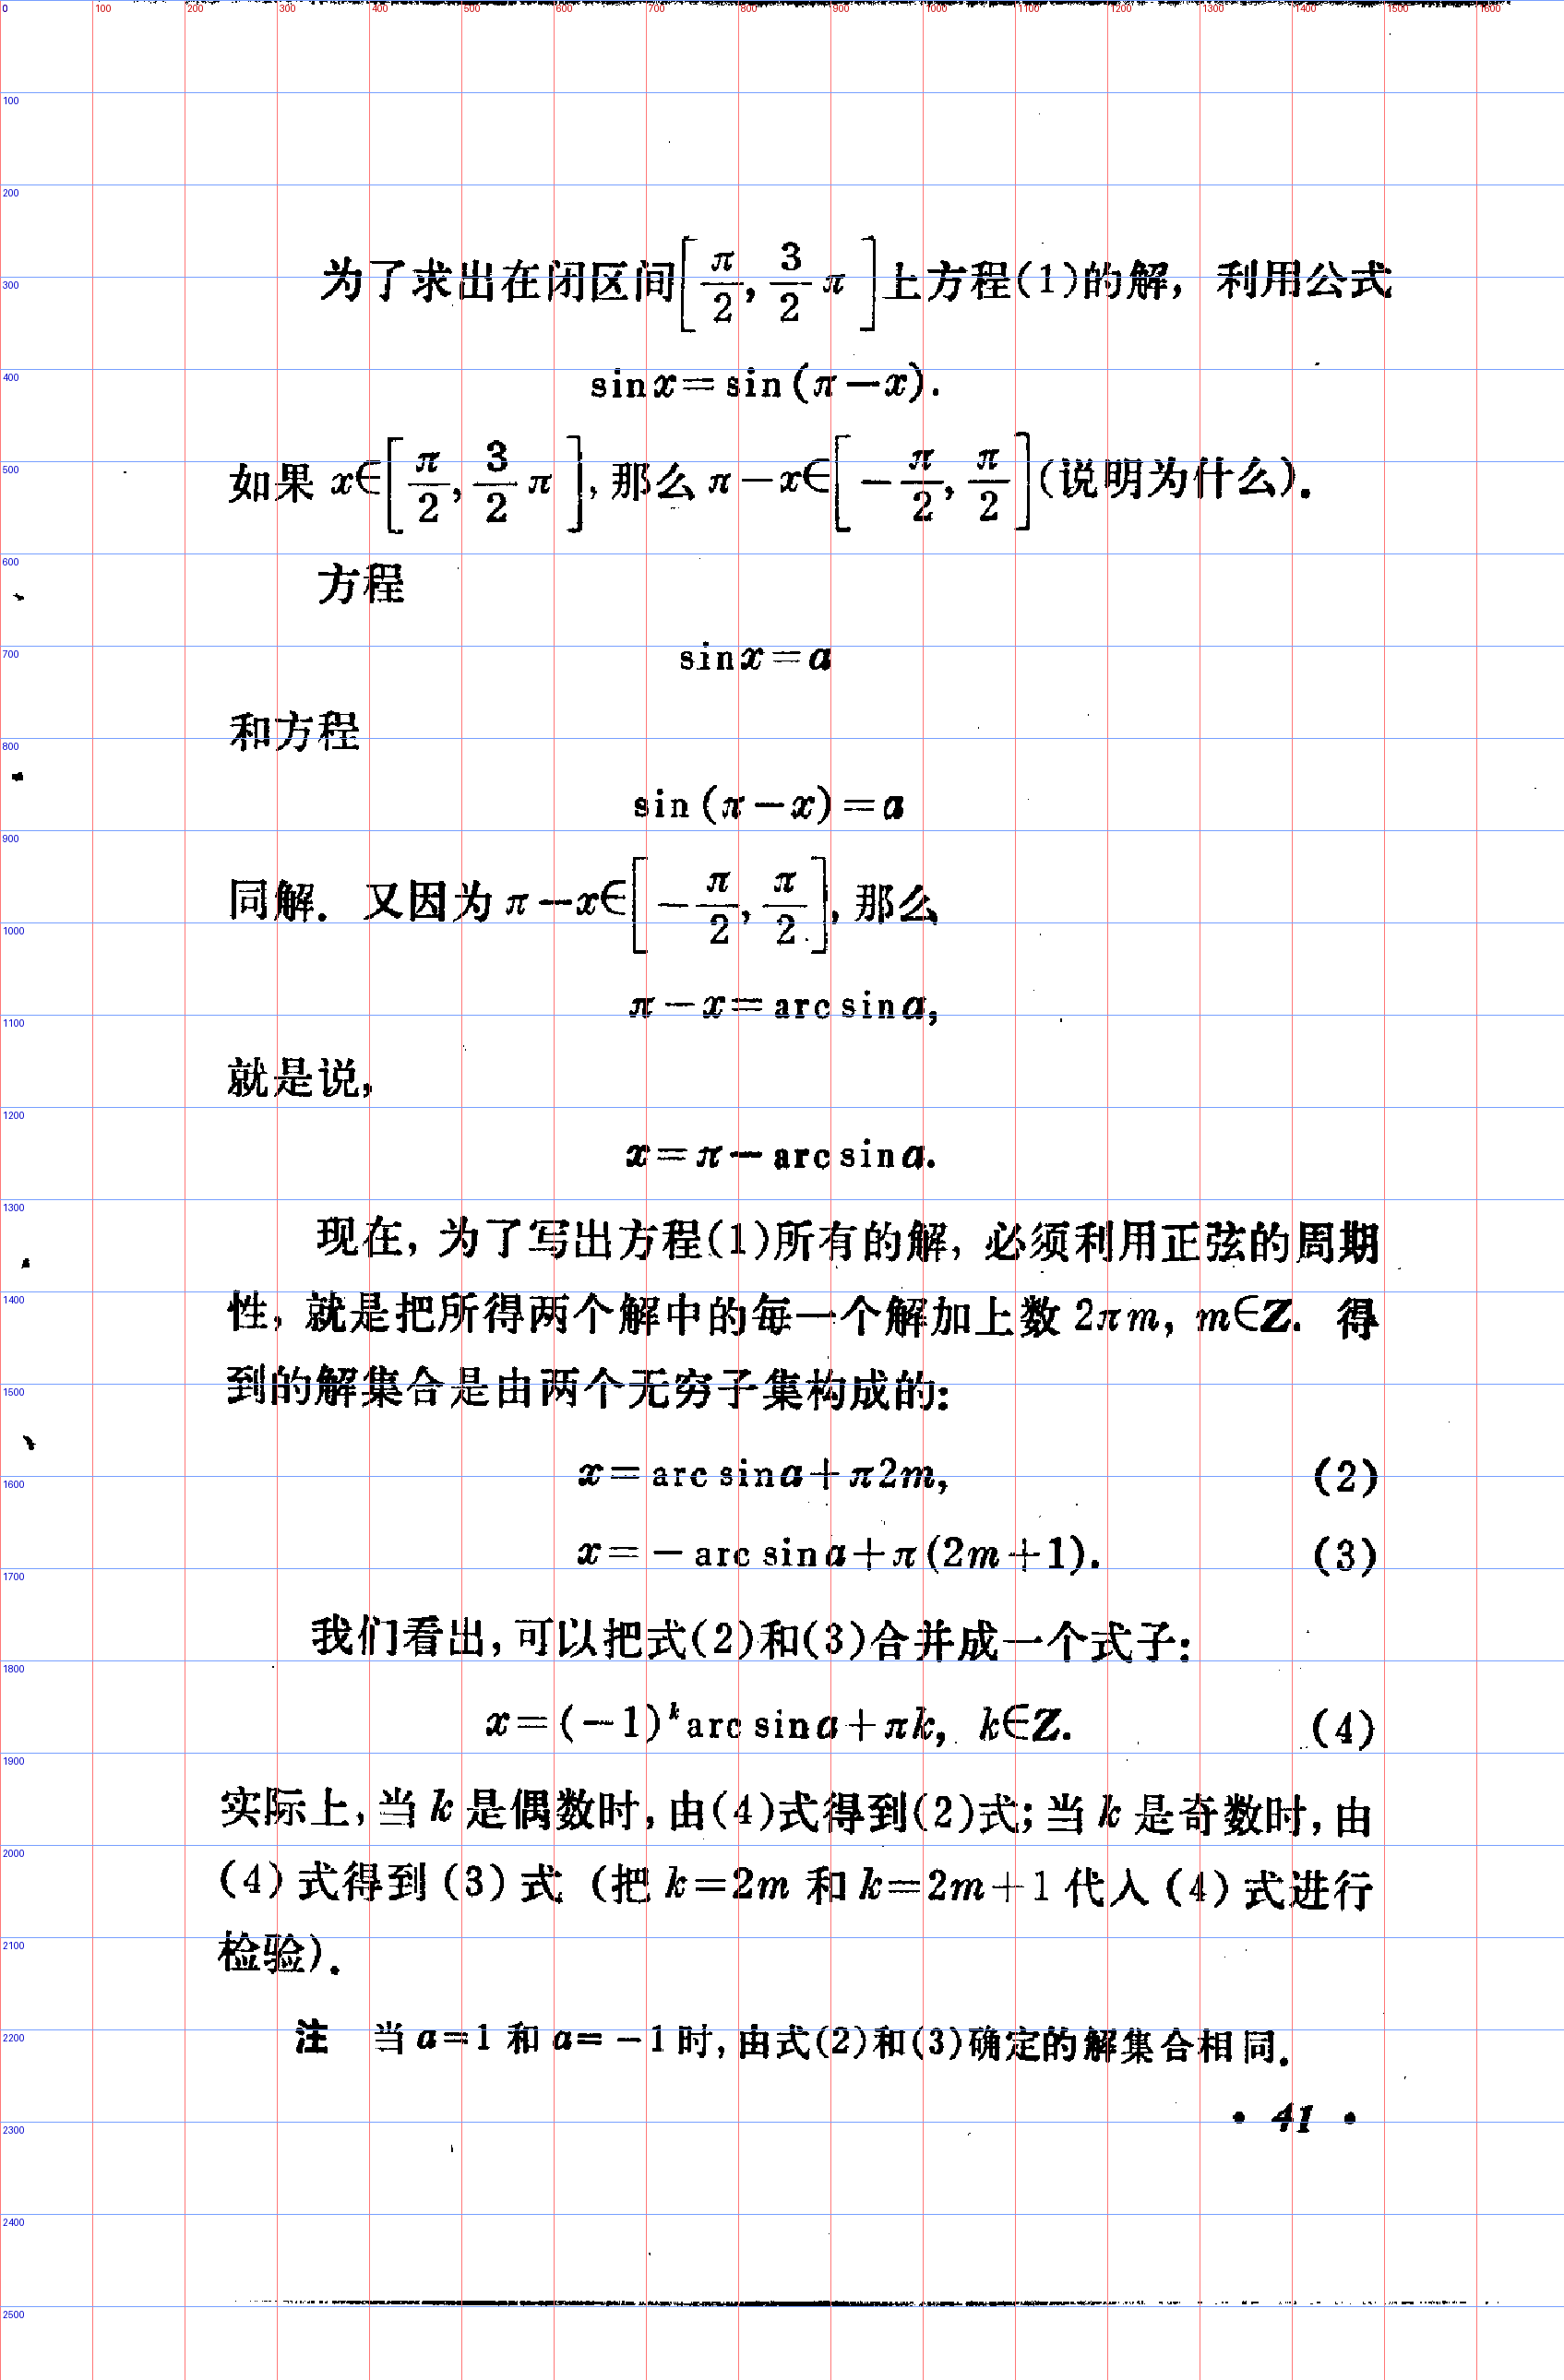 为了求出在闭区间[π/2, 3/2 π]上方程(1)的解，利用公式
sin x = sin (π－x).
如果 x∈[π/2, 3/2 π], 那么 π－x∈[－π/2, π/2](说明为什么).
方程
sin x = a
和方程
sin (π－x) = a
同解. 又因为 π－x∈[－π/2, π/2], 那么
π－x = arc sin a,
就是说,
x = π－arc sin a.
现在, 为了写出方程(1)所有的解, 必须利用正弦的周期
性, 就是把所得两个解中的每一个解加上数 2πm, m∈Z. 得
到的解集合是由两个无穷子集构成的:
x = arc sin a + π2m, (2)
x = － arc sin a + π(2m+1). (3)
我们看出, 可以把式(2)和(3)合并成一个式子:
x = (－1)^k arc sin a + πk, k∈Z. (4)
实际上, 当 k 是偶数时, 由(4)式得到(2)式; 当 k 是奇数时, 由
(4) 式得到 (3) 式 (把 k=2m 和 k=2m+1 代入 (4) 式进行
检验).
注 当 a=1 和 a=－1 时, 由式(2)和(3)确定的解集合相同.
• 41 •